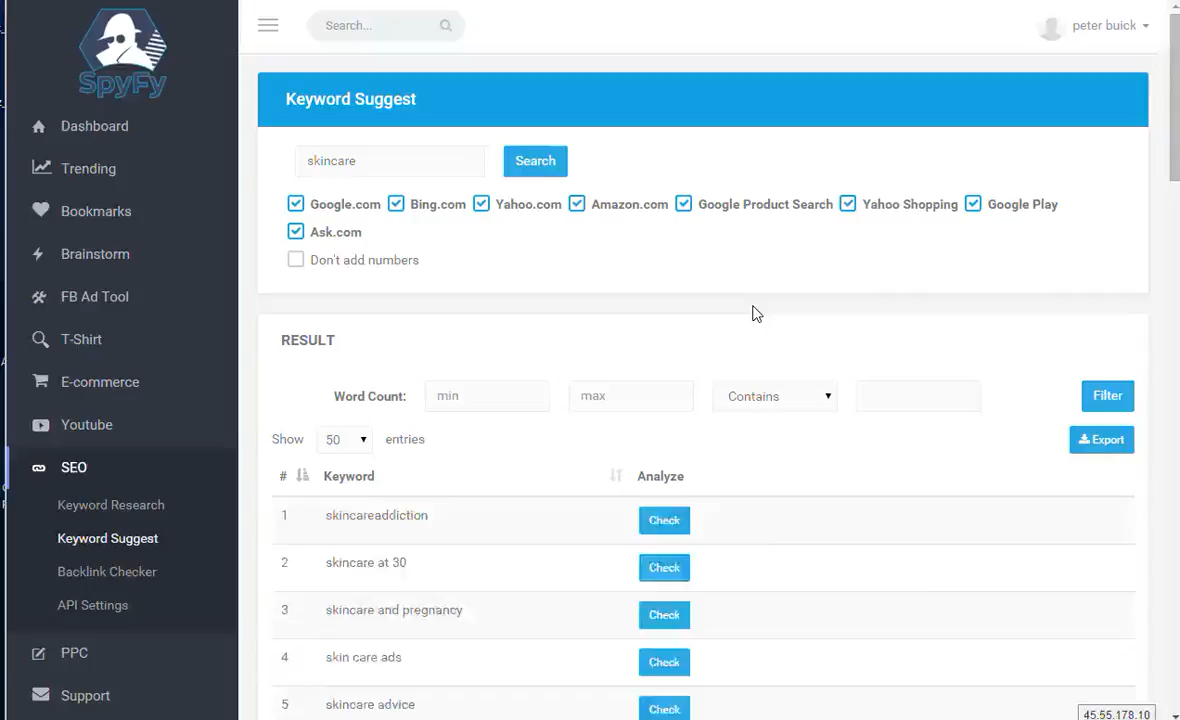 SpyFy
Search...
peter buick
Dashboard
Trending
Bookmarks
Brainstorm
FB Ad Tool
T-Shirt
E-commerce
Youtube
SEO
Keyword Research
Keyword Suggest
Backlink Checker
API Settings
PPC
Support
Keyword Suggest
skincare Search
Google.com Bing.com Yahoo.com Amazon.com Google Product Search Yahoo Shopping Google Play
Ask.com
Don't add numbers
RESULT
Word Count: min max Contains Filter
Show 50 entries Export
# Keyword Analyze
1 skincareaddiction Check
2 skincare at 30 Check
3 skincare and pregnancy Check
4 skin care ads Check
5 skincare advice Check
45.55.178.10